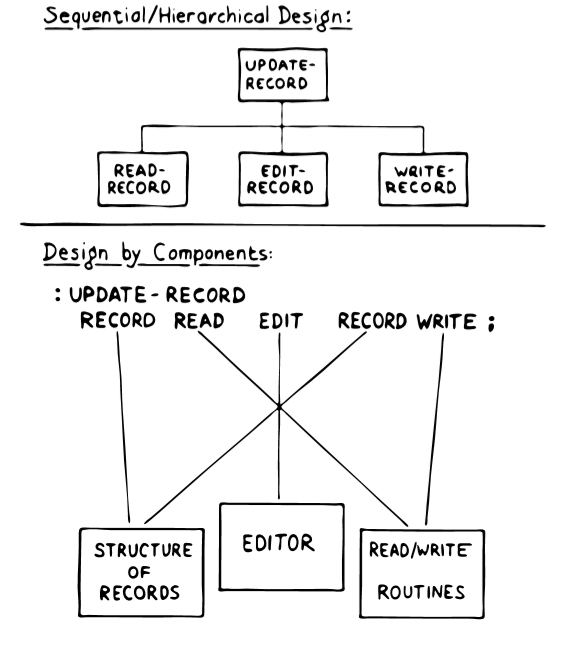 Sequential/Hierarchical Design:
UPDATE-
RECORD
READ-
RECORD
EDIT-
RECORD
WRITE-
RECORD
Design by Components:
: UPDATE-RECORD
RECORD READ EDIT RECORD WRITE ;
STRUCTURE
OF
RECORDS
EDITOR
READ/WRITE
ROUTINES